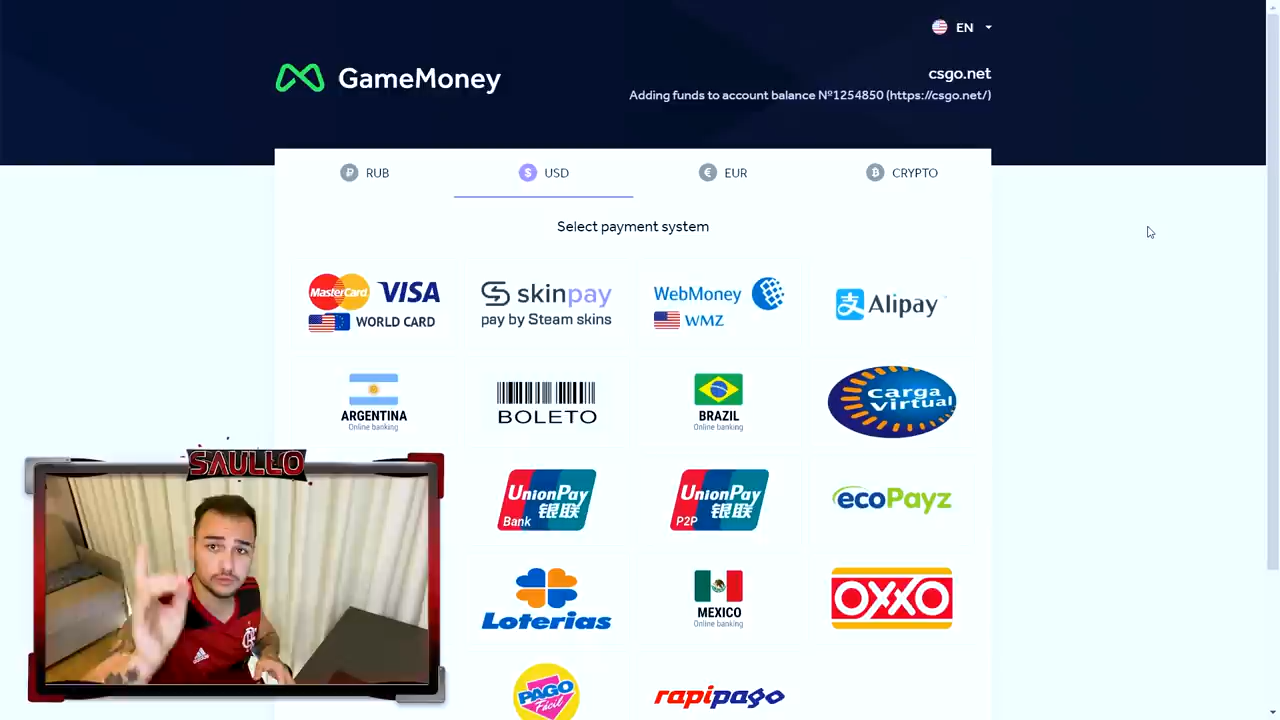 EN
GameMoney
csgo.net
Adding funds to account balance №1254850 (https://csgo.net/)
RUB
$ USD
€ EUR
CRYPTO
Select payment system
MasterCard VISA
WORLD CARD
skinpay
pay by Steam skins
WebMoney
WMZ
支 Alipay
ARGENTINA
Online banking
BOLETO
BRAZIL
Online banking
carga
virtual
SAULLO
UnionPay
银联
Bank
UnionPay
银联
P2P
ecoPayz
Loterias
MEXICO
Online banking
OXXO
PAGO
Fácil
rapipago